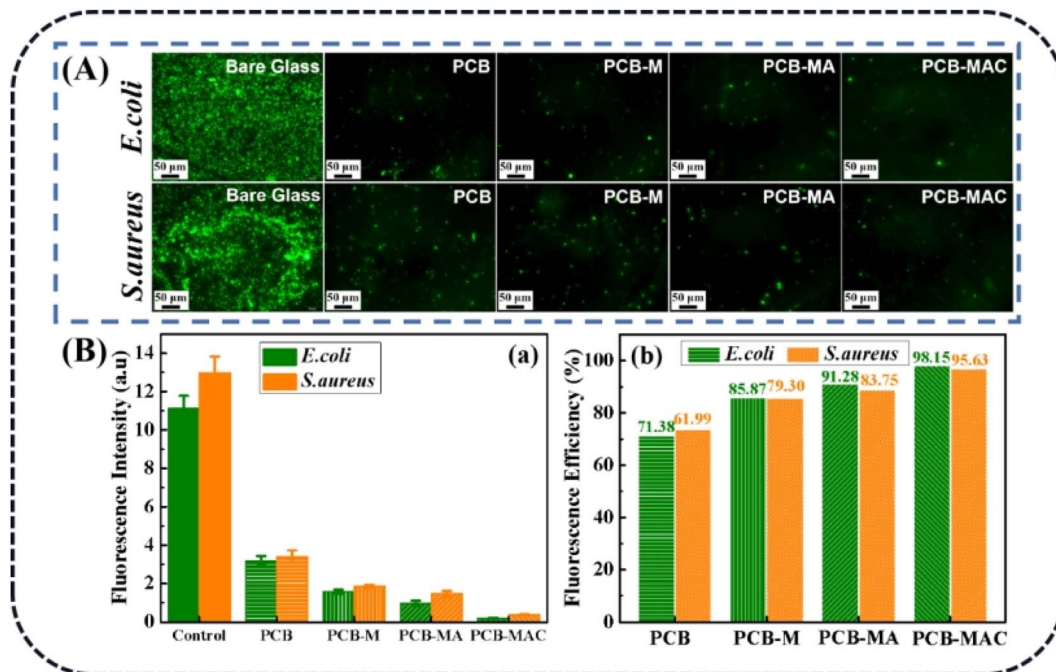 (A)
E.coli
Bare Glass
PCB
PCB-M
PCB-MA
PCB-MAC
50 μm
50 μm
50 μm
50 μm
50 μm
S.aureus
Bare Glass
PCB
PCB-M
PCB-MA
PCB-MAC
50 μm
50 μm
50 μm
50 μm
50 μm
(B)
(a)
E.coli
S.aureus
Fluorescence Intensity (a.u)
14
12
10
8
6
4
2
0
Control PCB PCB-M PCB-MA PCB-MAC
(b)
E.coli S.aureus
Fluorescence Efficiency (%)
100
80
60
40
20
0
71.38 61.99
85.87 79.30
91.28 83.75
98.15 95.63
PCB PCB-M PCB-MA PCB-MAC